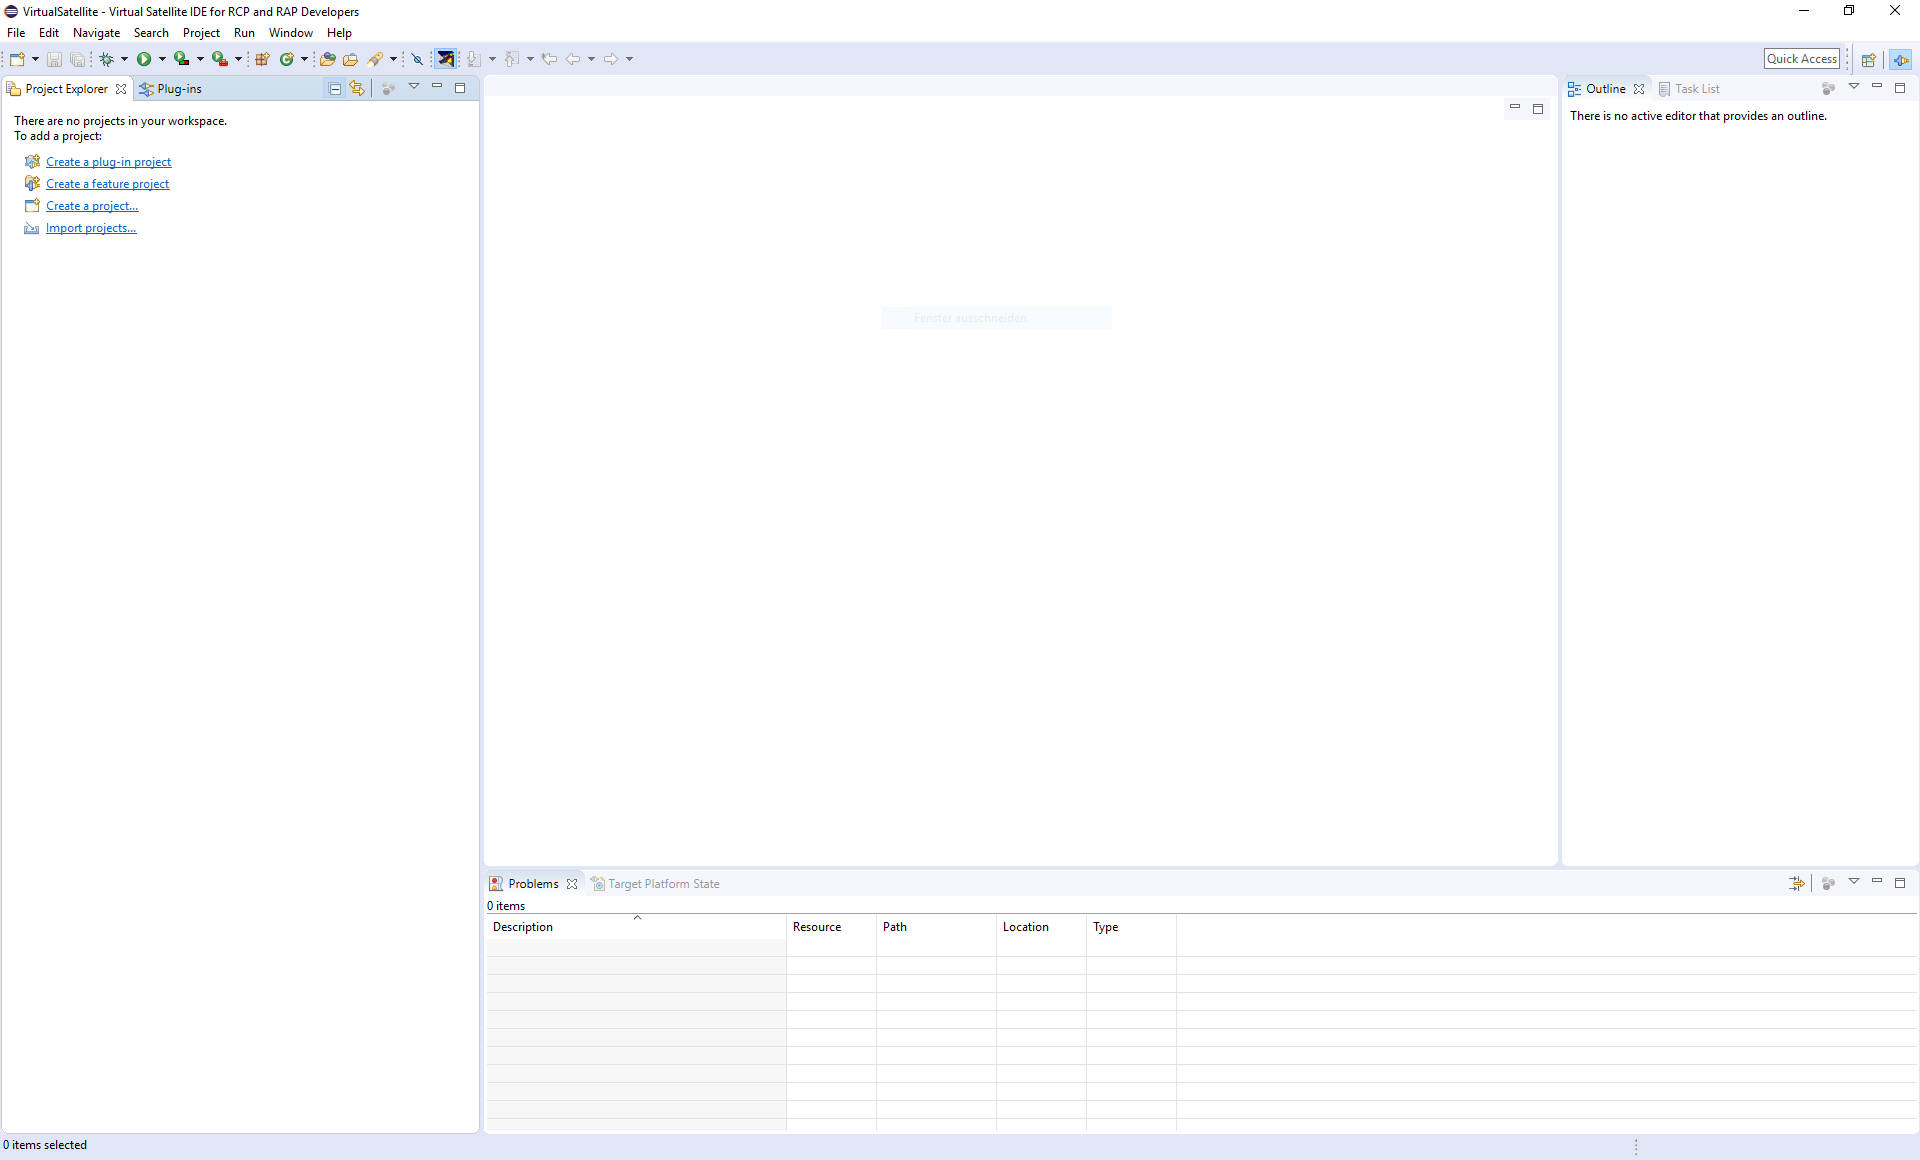 VirtualSatellite - Virtual Satellite IDE for RCP and RAP Developers
File Edit Navigate Search Project Run Window Help
Quick Access
Project Explorer Plug-ins
There are no projects in your workspace.
To add a project:
Create a plug-in project
Create a feature project
Create a project...
Import projects...
Fenster ausschneiden
Outline Task List
There is no active editor that provides an outline.
Problems Target Platform State
0 items
Description Resource Path Location Type
0 items selected